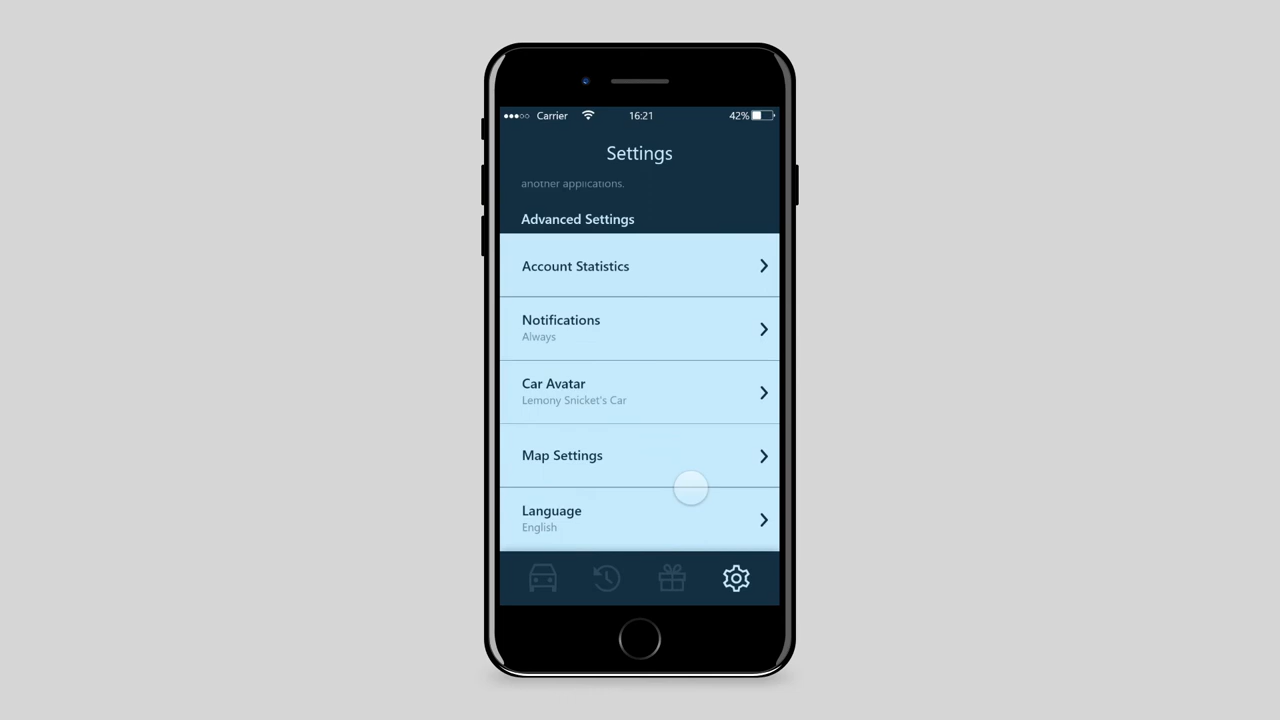 Carrier 16:21 42%
Settings
another applications.
Advanced Settings
Account Statistics
Notifications
Always
Car Avatar
Lemony Snicket's Car
Map Settings
Language
English